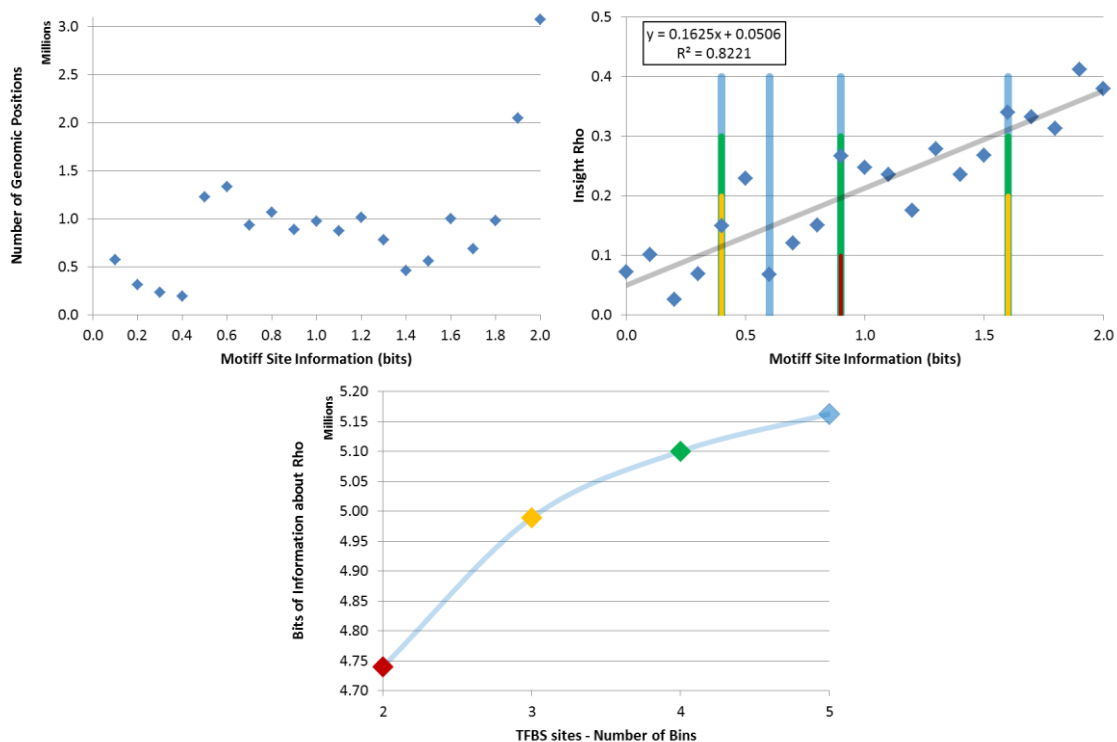 Number of Genomic Positions
Millions
3.0
2.5
2.0
1.5
1.0
0.5
0.0
0.0 0.2 0.4 0.6 0.8 1.0 1.2 1.4 1.6 1.8 2.0
Motiff Site Information (bits)
Insight Rho
0.5
0.4
0.3
0.2
0.1
0.0
y = 0.1625x + 0.0506
R² = 0.8221
0.0 0.5 1.0 1.5 2.0
Motiff Site Information (bits)
Bits of Information about Rho
Millions
5.20
5.15
5.10
5.05
5.00
4.95
4.90
4.85
4.80
4.75
4.70
2 3 4 5
TFBS sites - Number of Bins